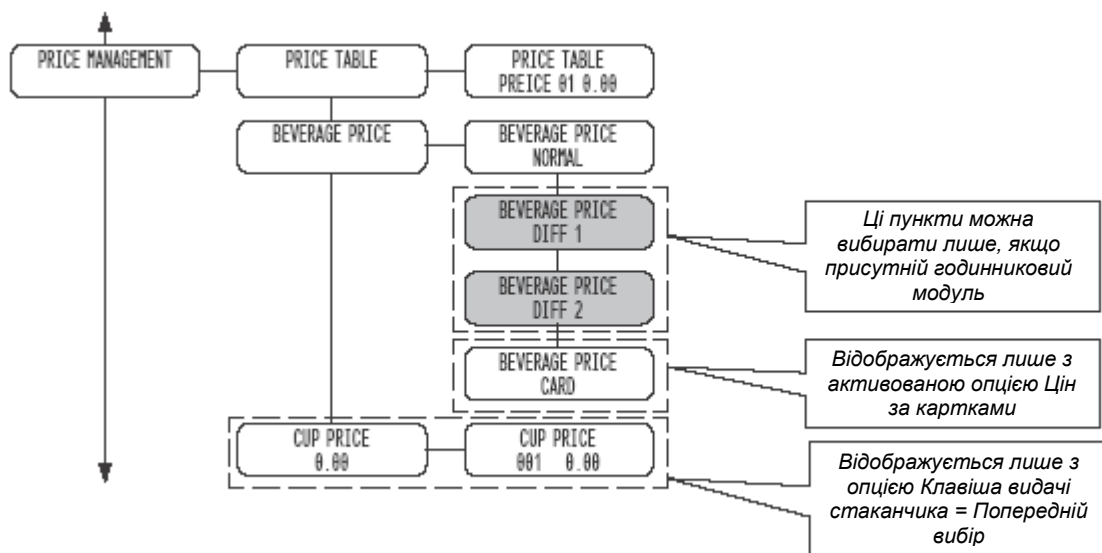 PRICE MANAGEMENT
PRICE TABLE
PRICE TABLE
PREICE 01 0.00
BEVERAGE PRICE
BEVERAGE PRICE
NORMAL
BEVERAGE PRICE
DIFF 1
Ці пункти можна
вибирати лише, якщо
присутній годинниковий
модуль
BEVERAGE PRICE
DIFF 2
BEVERAGE PRICE
CARD
Відображується лише з
активованою опцією Цін
за картками
CUP PRICE
0.00
CUP PRICE
001 0.00
Відображується лише з
опцією Клавіша видачі
стаканчика = Попередній
вибір